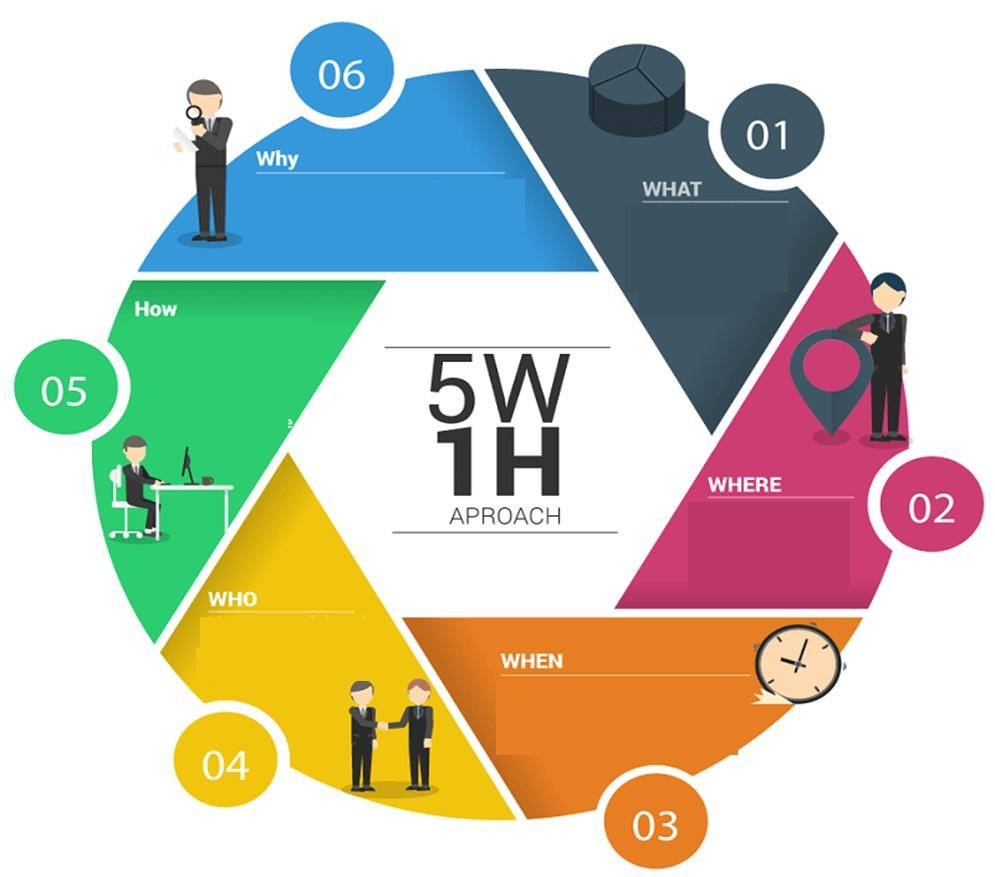 5W
1H
APROACH
01
WHAT
02
WHERE
03
WHEN
04
WHO
05
How
06
Why